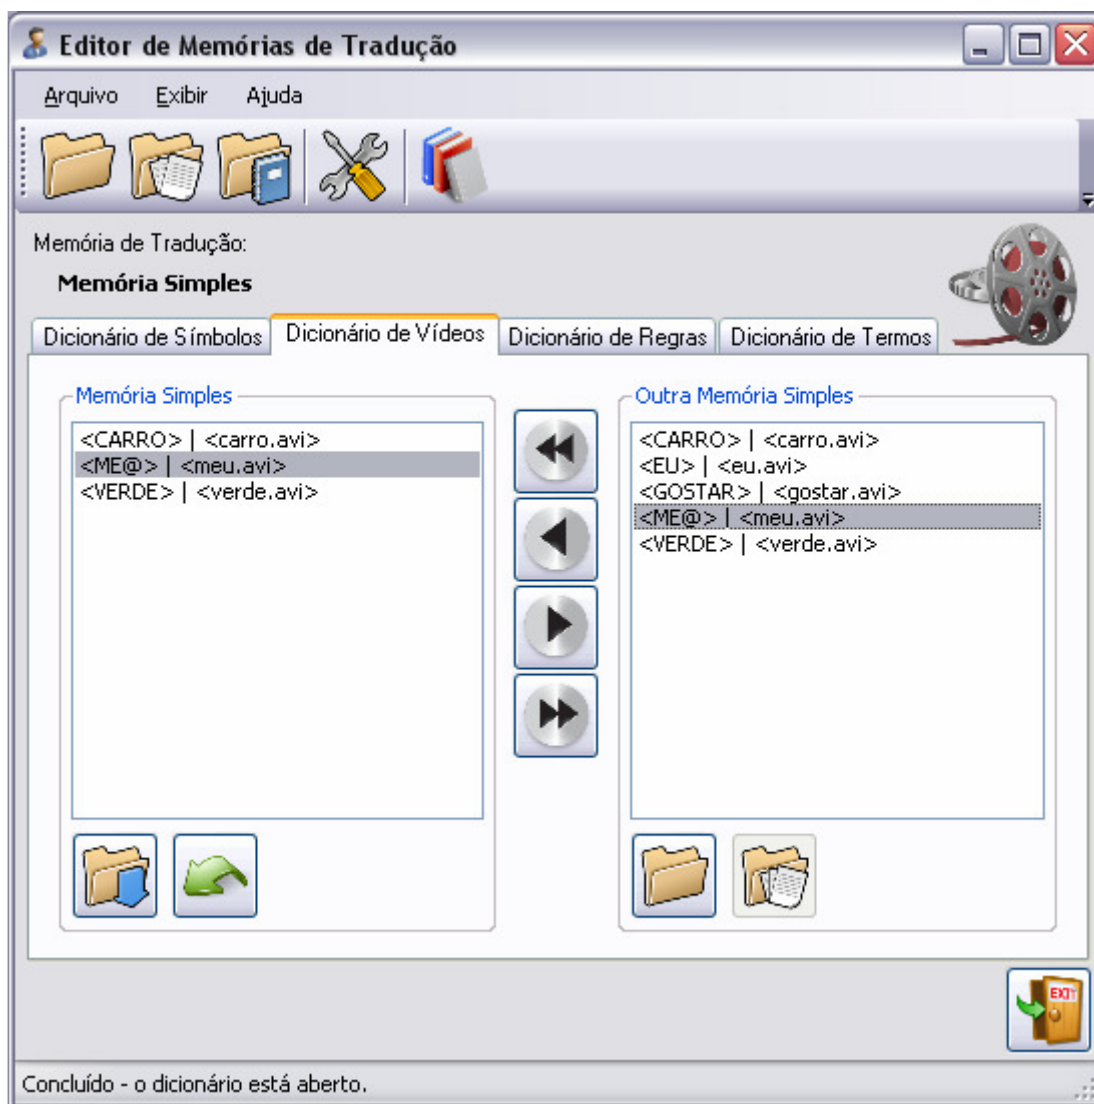 Editor de Memórias de Tradução
Arquivo Exibir Ajuda
Memória de Tradução:
Memória Simples
Dicionário de Símbolos Dicionário de Vídeos Dicionário de Regras Dicionário de Termos
Memória Simples
<CARRO> | <carro.avi>
<ME@> | <meu.avi>
<VERDE> | <verde.avi>
Outra Memória Simples
<CARRO> | <carro.avi>
<EU> | <eu.avi>
<GOSTAR> | <gostar.avi>
<ME@> | <meu.avi>
<VERDE> | <verde.avi>
EXIT
Concluído - o dicionário está aberto.